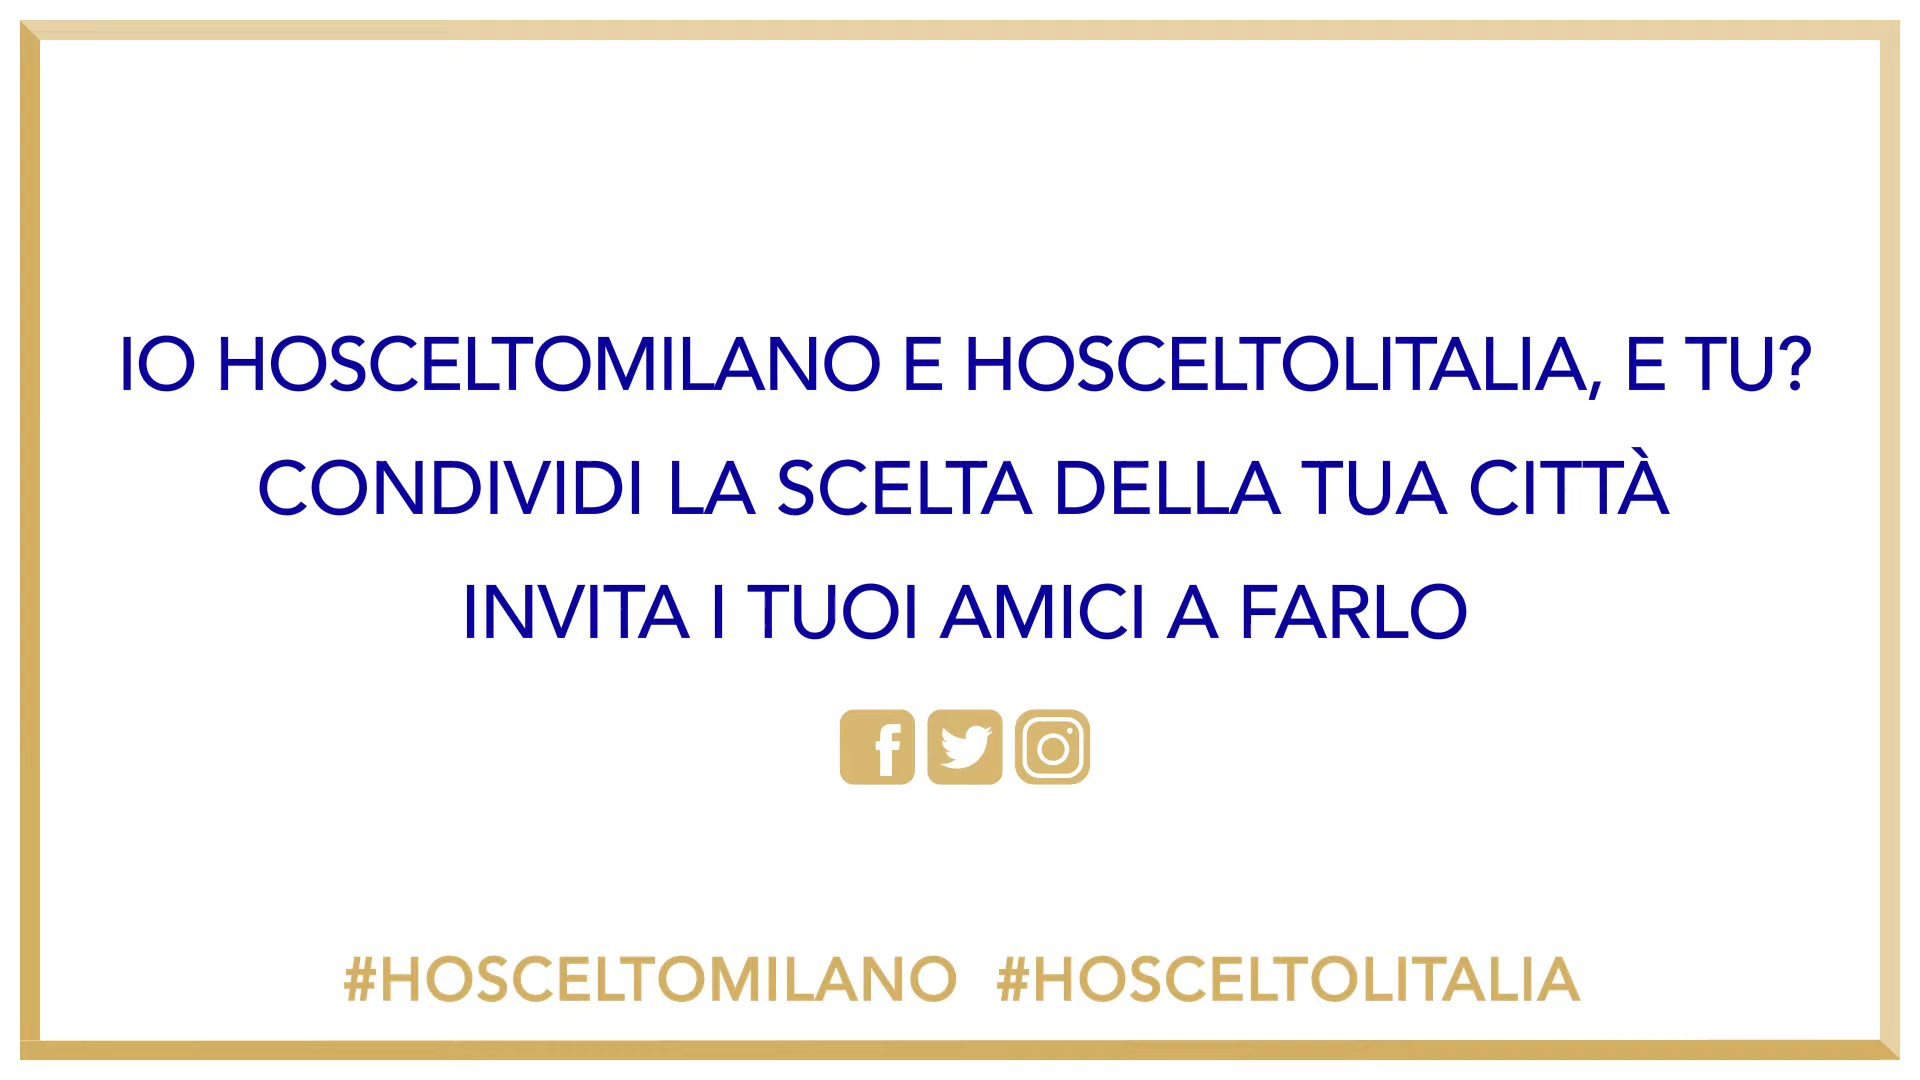 IO HOSCELTOMILANO E HOSCELTOLITALIA, E TU?
CONDIVIDI LA SCELTA DELLA TUA CITTÀ
INVITA I TUOI AMICI A FARLO
#HOSCELTOMILANO #HOSCELTOLITALIA